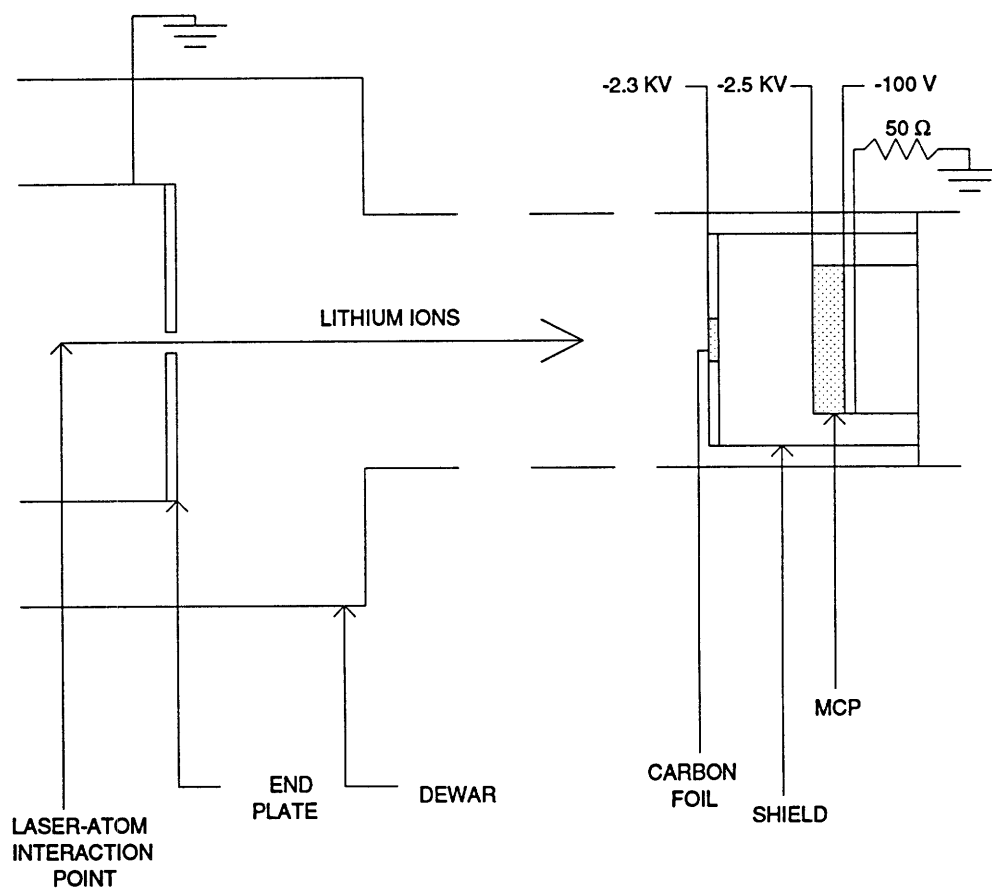 -2.3 KV
-2.5 KV
-100 V
50 Ω
LITHIUM IONS
MCP
CARBON
FOIL
SHIELD
END
PLATE
DEWAR
LASER-ATOM
INTERACTION
POINT